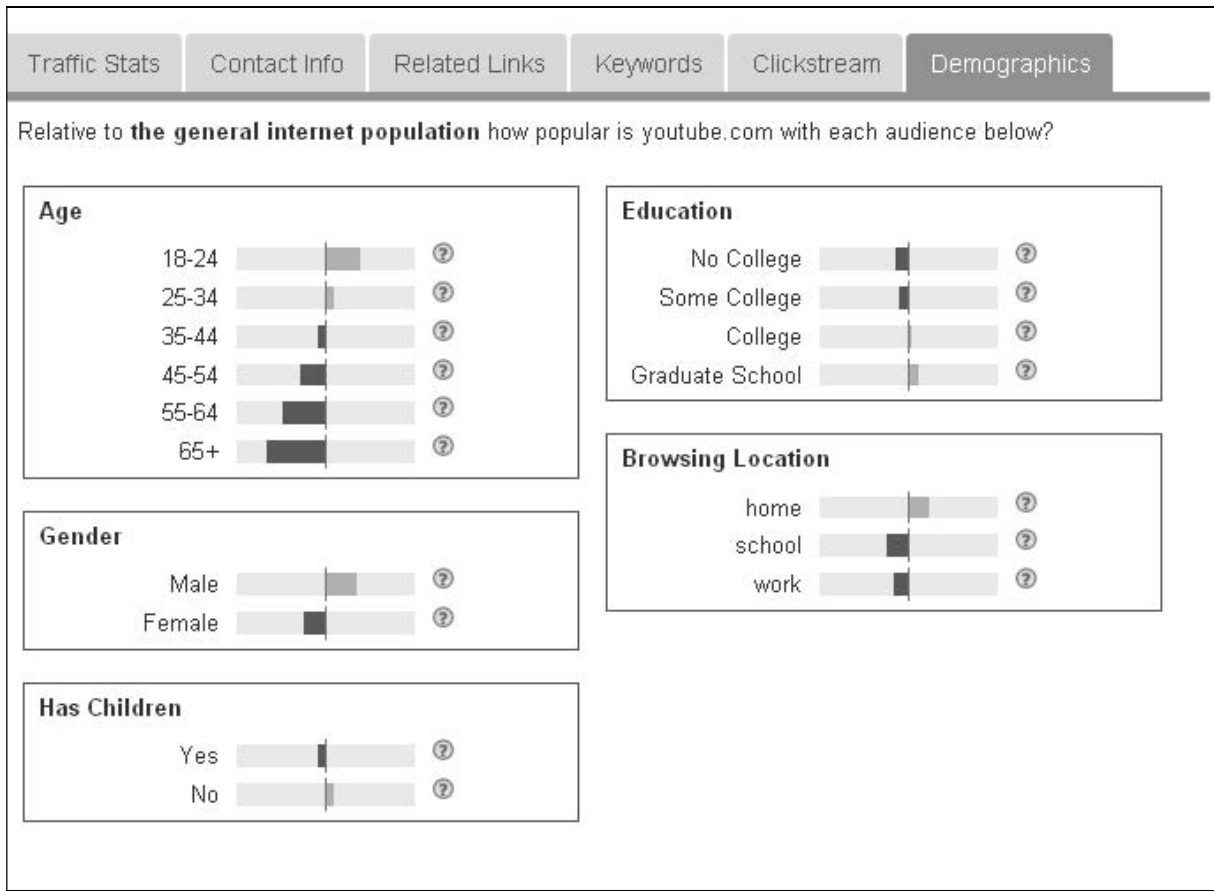 Traffic Stats Contact Info Related Links Keywords Clickstream Demographics
Relative to the general internet population how popular is youtube.com with each audience below?
Age
18-24 ?
25-34 ?
35-44 ?
45-54 ?
55-64 ?
65+ ?
Gender
Male ?
Female ?
Has Children
Yes ?
No ?
Education
No College ?
Some College ?
College ?
Graduate School ?
Browsing Location
home ?
school ?
work ?